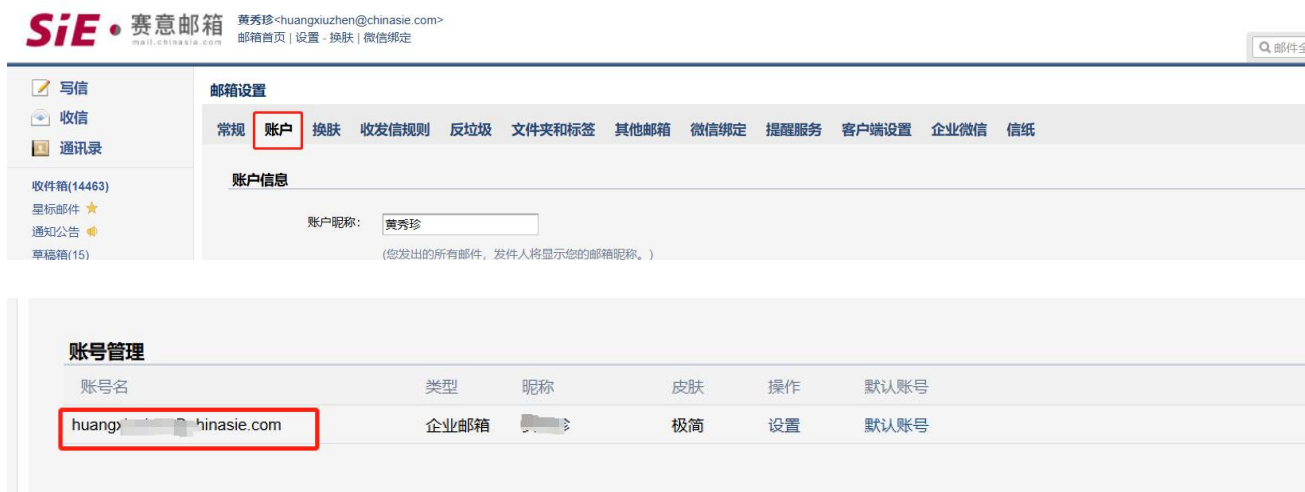 SiE 赛意邮箱
mail.chinasie.com
黄秀珍<huangxiuzhen@chinasie.com>
邮箱首页 | 设置 - 换肤 | 微信绑定
邮件全
写信
收信
通讯录
收件箱(14463)
星标邮件
通知公告
草稿箱(15)
邮箱设置
常规 账户 换肤 收发信规则 反垃圾 文件夹和标签 其他邮箱 微信绑定 提醒服务 客户端设置 企业微信 信纸
账户信息
账户昵称: 黄秀珍
(您发出的所有邮件，发件人将显示您的邮箱昵称。)
账号管理
账号名 类型 昵称 皮肤 操作 默认账号
huangx hinasie.com 企业邮箱 极简 设置 默认账号